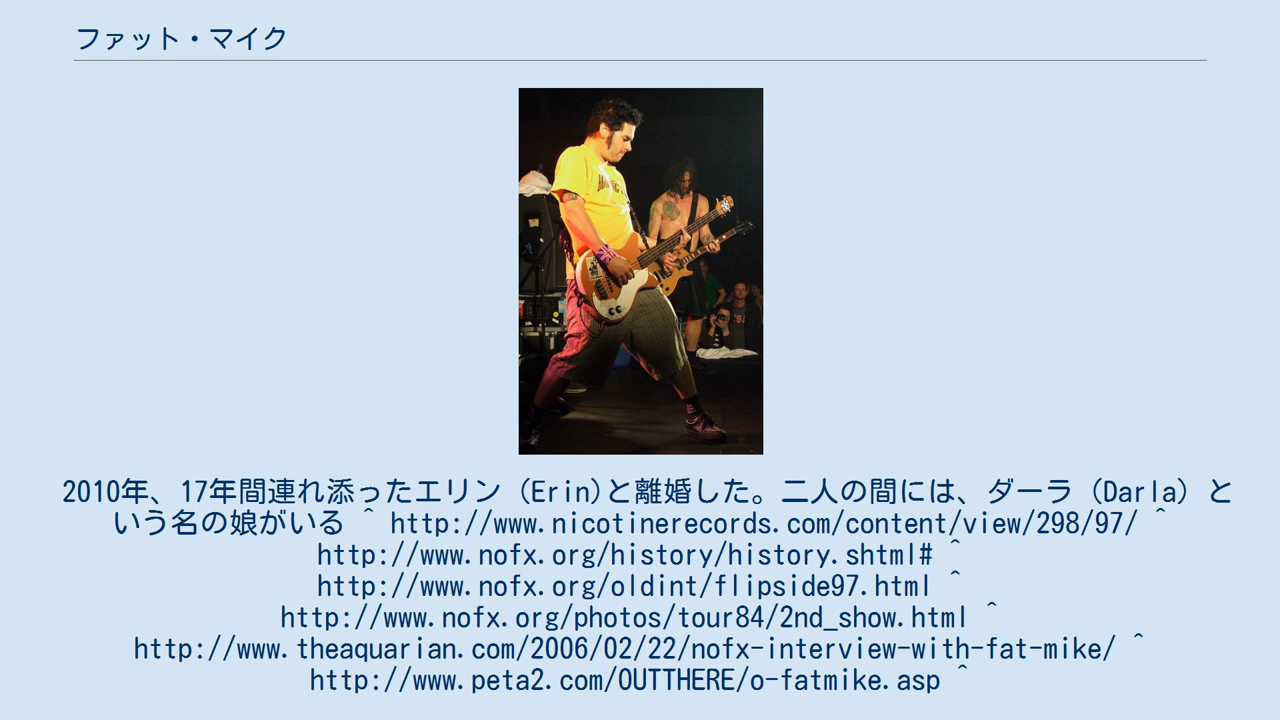 ファット・マイク
2010年、17年間連れ添ったエリン (Erin)と離婚した。二人の間には、ダーラ (Darla) と
いう名の娘がいる ^ http://www.nicotinerecords.com/content/view/298/97/ ^
http://www.nofx.org/history/history.shtml# ^
http://www.nofx.org/oldint/flipside97.html ^
http://www.nofx.org/photos/tour84/2nd_show.html ^
http://www.theaquarian.com/2006/02/22/nofx-interview-with-fat-mike/ ^
http://www.peta2.com/OUTTHERE/o-fatmike.asp ^